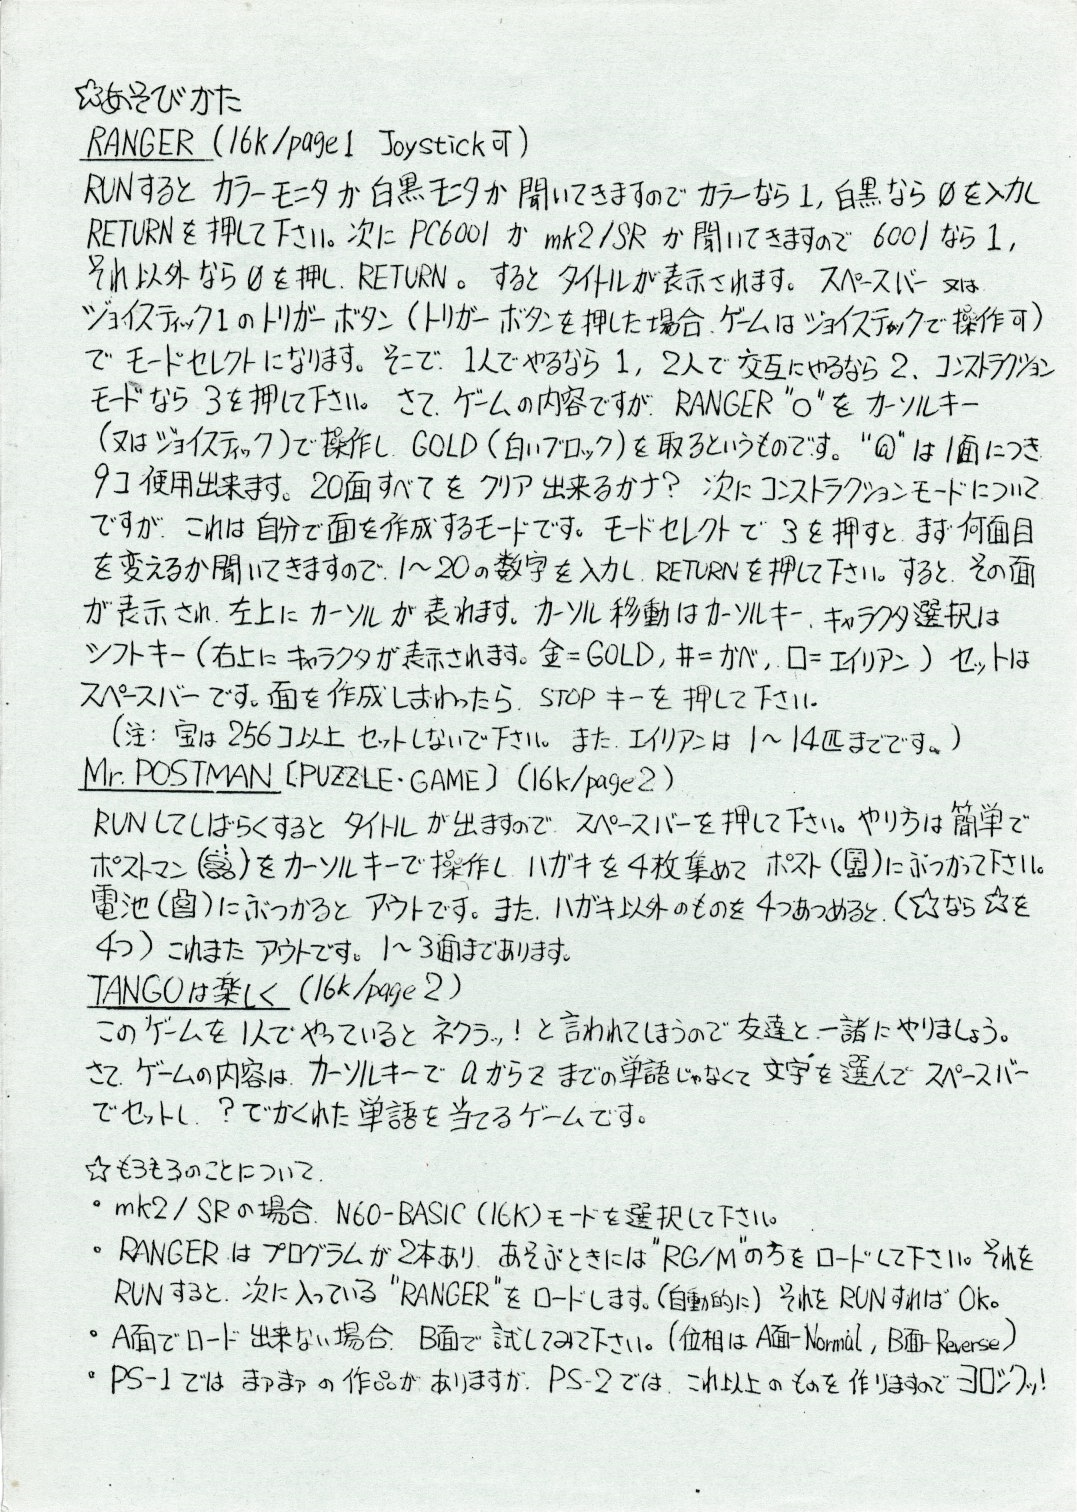 ☆あそびかた
RANGER (16k/page1 Joystick可)
RUNすると カラーモニタか白黒モニタか聞いてきますのでカラーなら1,白黒なら0を入力し
RETURNを押して下さい。次に PC6001か mk2/SRか聞いてきますので 6001なら1,
それ以外なら0を押し、RETURN。すると タイトルが表示されます。スペースバー 又は
ジョイスティック1のトリガーボタン(トリガーボタンを押した場合、ゲームはジョイスティックで操作可)
で モードセレクトになります。そこで、1人でやるなら 1, 2人で交互にやるなら2、コンストラクション
モードなら 3を押して下さい。さて、ゲームの内容ですが、RANGER"○"を カーソルキー
(又はジョイスティック)で操作し、GOLD(白いブロック)を取るというものです。"@"は1面につき
9コ使用出来ます。20面すべてを クリア出来るかナ? 次にコンストラクションモードについて
ですが、これは自分で面を作成するモードです。モードセレクトで 3を押すと、まず何面目
を変えるか聞いてきますので、1〜20の数字を入力し、RETURNを押して下さい。すると、その面
が表示され、左上に カーソルが表れます。カーソル移動はカーソルキー、キャラクタ選択は
シフトキー(右上に キャラクタが表示されます。金=GOLD, #=かべ, 口=エイリアン) セットは
スペースバーです。面を作成しおわったら、STOPキーを押して下さい。
(注: 宝は256コ以上 セットしないで下さい。また、エイリアンは 1〜14匹までです。)
Mr. POSTMAN [PUZZLE・GAME] (16k/page2)
RUNしてしばらくすると タイトルが出ますので、スペースバーを押して下さい。やり方は簡単で
ポストマン()をカーソルキーで操作し、ハガキを4枚集めて ポスト()にぶつかって下さい。
電池()にぶつかると アウトです。また、ハガキ以外のものを4つあつめると、(☆なら☆を
4つ) これまた アウトです。1〜3面まであります。
TANGOは楽しく (16k/page2)
このゲームを1人でやっていると ネクラッ! と言われてしまうので 友達と一諸にやりましょう。
さて、ゲームの内容は、カーソルキーで aからzまでの単語じゃなくて 文字を選んで スペースバー
でセットし、?でかくれた単語を当てるゲームです。
☆もろもろのことについて
・mk2/SRの場合、N60-BASIC (16K)モードを選択して下さい。
・RANGERは プログラムが2本あり、あそぶときには"RG/M"の方を ロードして下さい。それを
RUNすると、次に入っている"RANGER"を ロードします。(自動的に) それをRUNすれば Ok。
・A面でロード出来ない場合、B面で試してみて下さい。(位相は A面-Normal, B面-Reverse)
・PS-1では まァまァの作品がありますが、PS-2では、これ以上のものを作りますのでヨロシクッ!